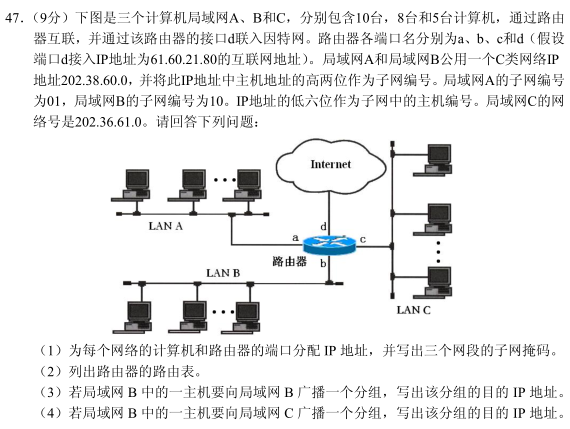 47.（9分）下图是三个计算机局域网A、B和C，分别包含10台，8台和5台计算机，通过路由
器互联，并通过该路由器的接口d联入因特网。路由器各端口名分别为a、b、c和d（假设
端口d接入IP地址为61.60.21.80的互联网地址）。局域网A和局域网B公用一个C类网络IP
地址202.38.60.0，并将此IP地址中主机地址的高两位作为子网编号。局域网A的子网编号
为01，局域网B的子网编号为10。IP地址的低六位作为子网中的主机编号。局域网C的网
络号是202.36.61.0。请回答下列问题：
Internet
LAN A
d
a
c
路由器
b
LAN B
LAN C
（1）为每个网络的计算机和路由器的端口分配 IP 地址，并写出三个网段的子网掩码。
（2）列出路由器的路由表。
（3）若局域网 B 中的一主机要向局域网 B 广播一个分组，写出该分组的目的 IP 地址。
（4）若局域网 B 中的一主机要向局域网 C 广播一个分组，写出该分组的目的 IP 地址。